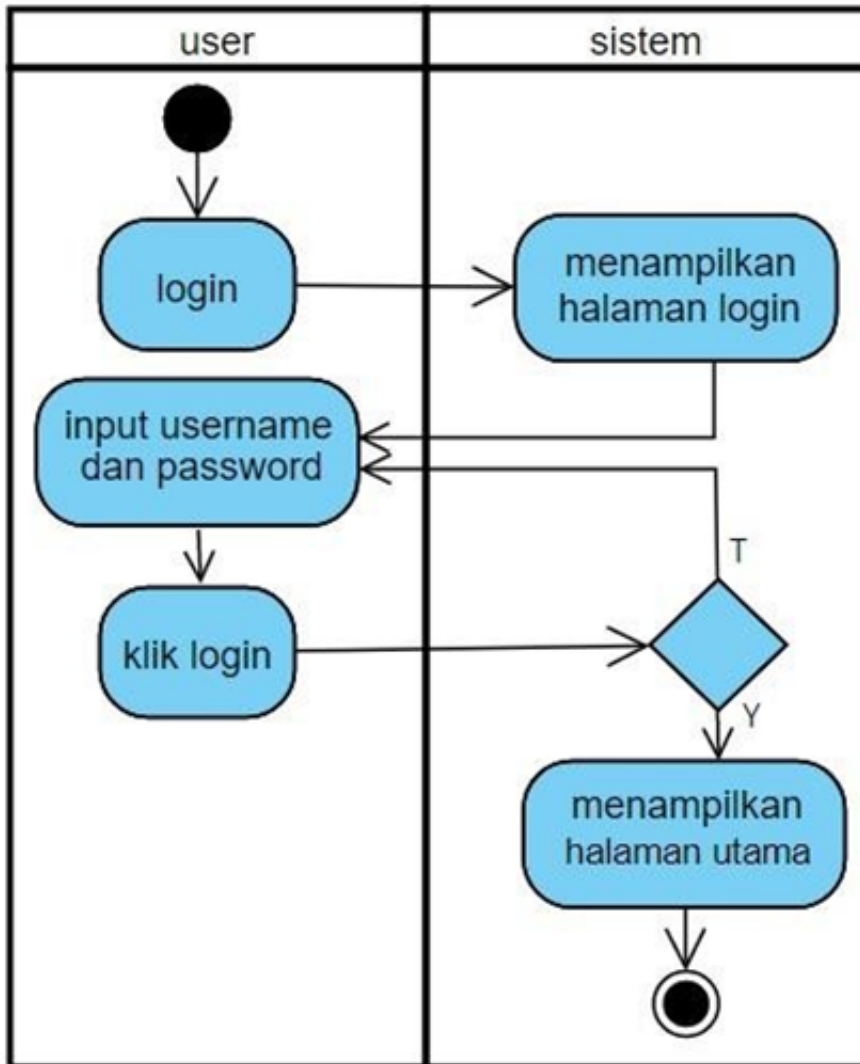 user
sistem
login
menampilkan
halaman login
input username
dan password
T
klik login
Y
menampilkan
halaman utama